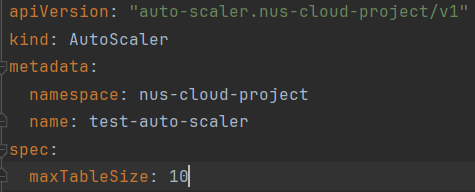 apiVersion: "auto-scaler.nus-cloud-project/v1"
kind: AutoScaler
metadata:
  namespace: nus-cloud-project
  name: test-auto-scaler
spec:
  maxTableSize: 10